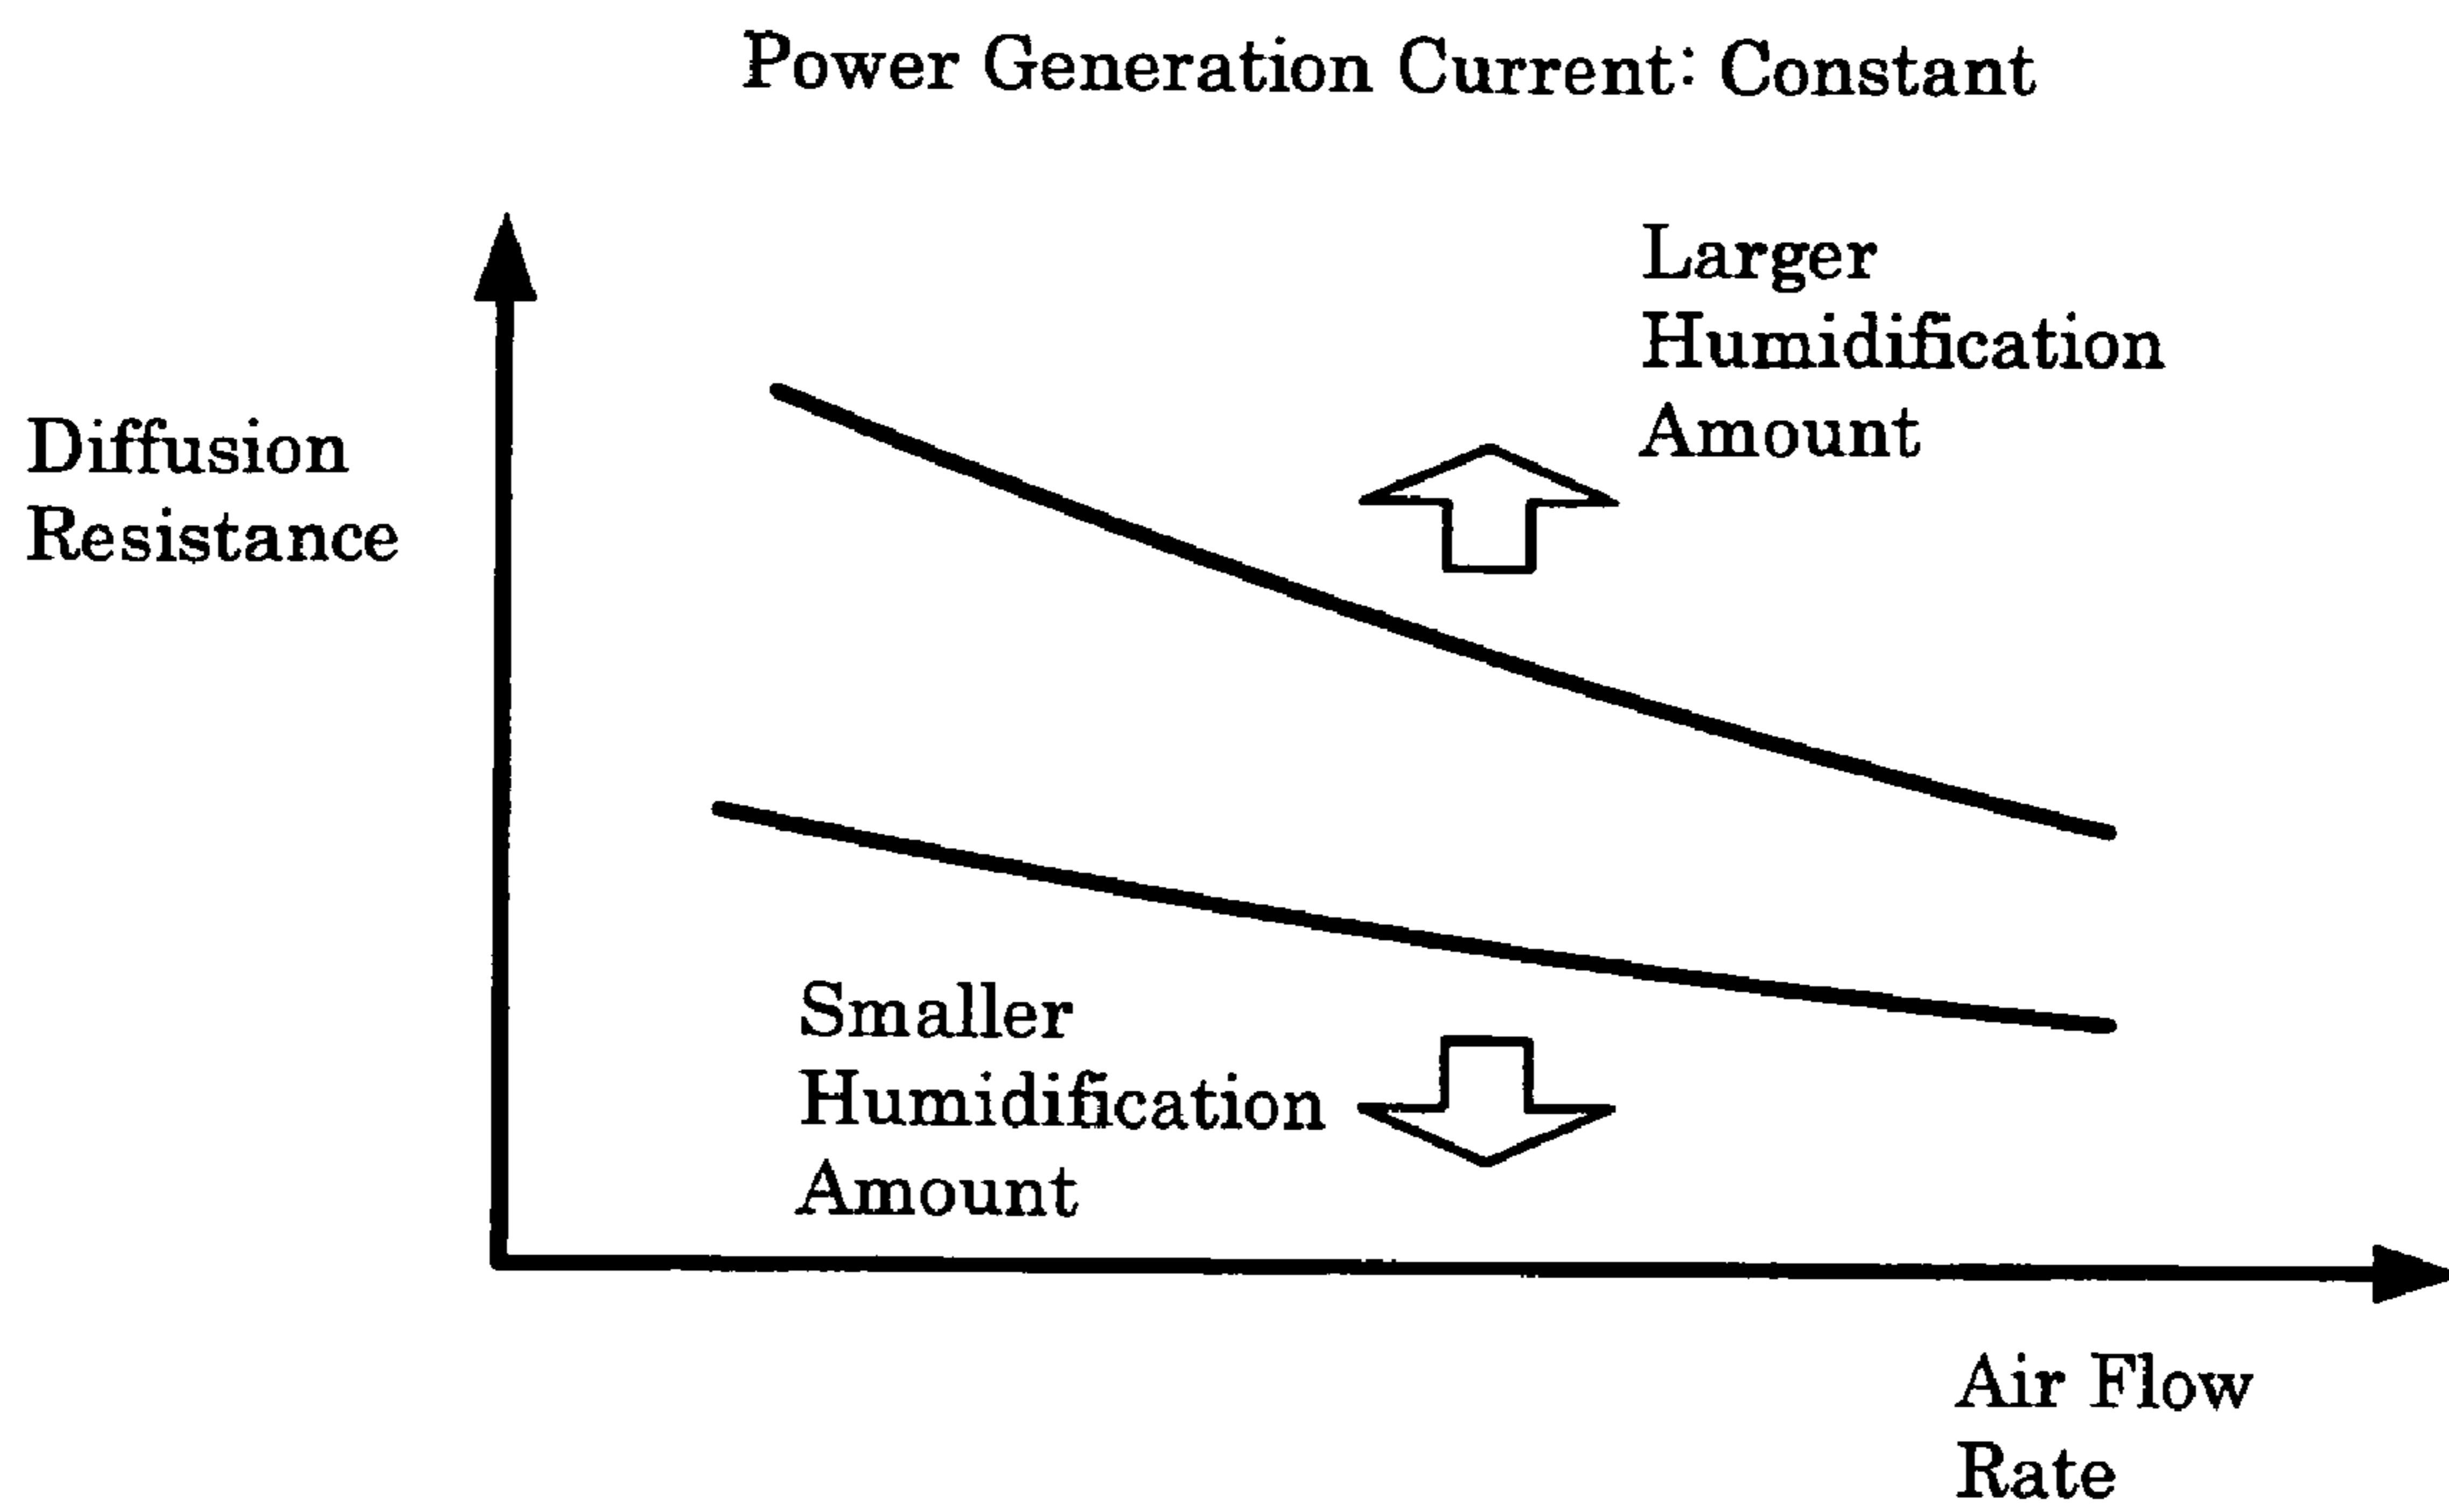 Power Generation Current: Constant
Larger
Humidification
Amount
Diffusion
Resistance
Smaller
Humidification
Amount
Air Flow
Rate